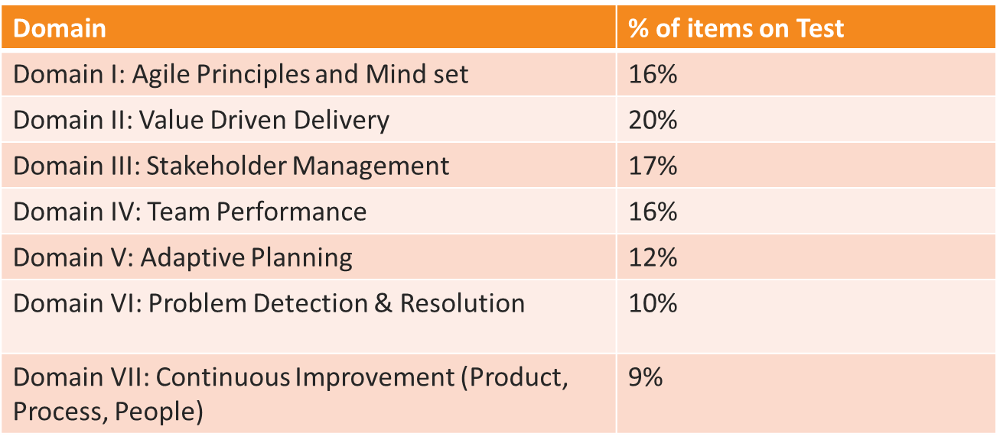 Domain % of items on Test
Domain I: Agile Principles and Mind set 16%
Domain II: Value Driven Delivery 20%
Domain III: Stakeholder Management 17%
Domain IV: Team Performance 16%
Domain V: Adaptive Planning 12%
Domain VI: Problem Detection & Resolution 10%
Domain VII: Continuous Improvement (Product, 9%
Process, People)